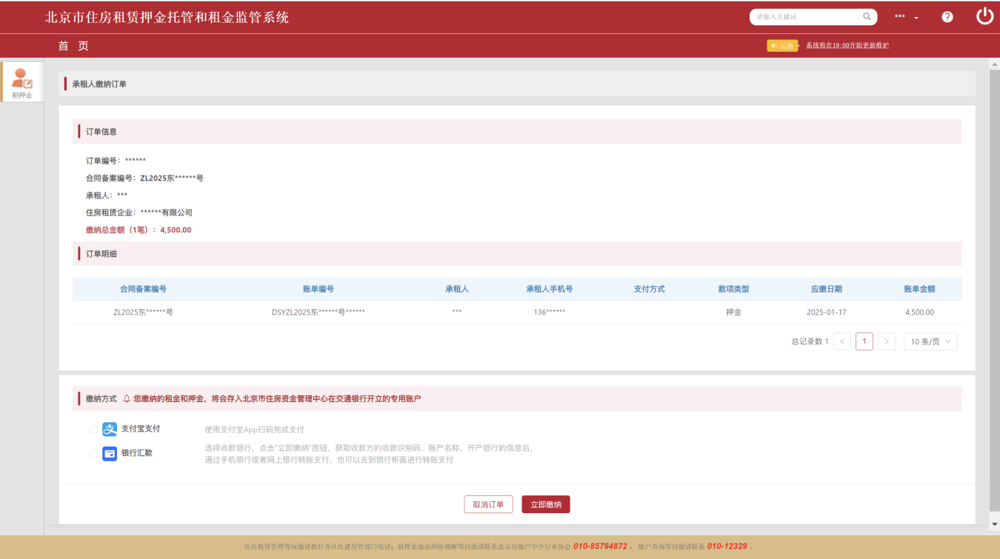 北京市住房租赁押金托管和租金监管系统
请输入关键词
***
首 页
公告 系统将在19:00开始更新维护
租押金
承租人缴纳订单
订单信息
订单编号：******
合同备案编号：ZL2025东******号
承租人：***
住房租赁企业：******有限公司
缴纳总金额（1笔）：4,500.00
订单明细
合同备案编号 账单编号 承租人 承租人手机号 支付方式 款项类型 应缴日期 账单金额
ZL2025东******号 DSYZL2025东******号****** *** 136****** 押金 2025-01-17 4,500.00
总记录数 1 < 1 > 10 条/页
缴纳方式 您缴纳的租金和押金，将会存入北京市住房资金管理中心在交通银行开立的专用账户
支付宝支付 使用支付宝App扫码完成支付
银行汇款 选择收款银行，点击"立即缴纳"按钮，获取收款方的收款识别码、账户名称、开户银行的信息后，
通过手机银行或者网上银行转账支付，也可以去到银行柜面进行转账支付
取消订单 立即缴纳
住房租赁管理等问题请拨打各区住建房管部门电话；租押金退还纠纷调解等问题请联系北京房地产中介行业协会 010-85794872； 账户查询等问题请联系 010-12329 。